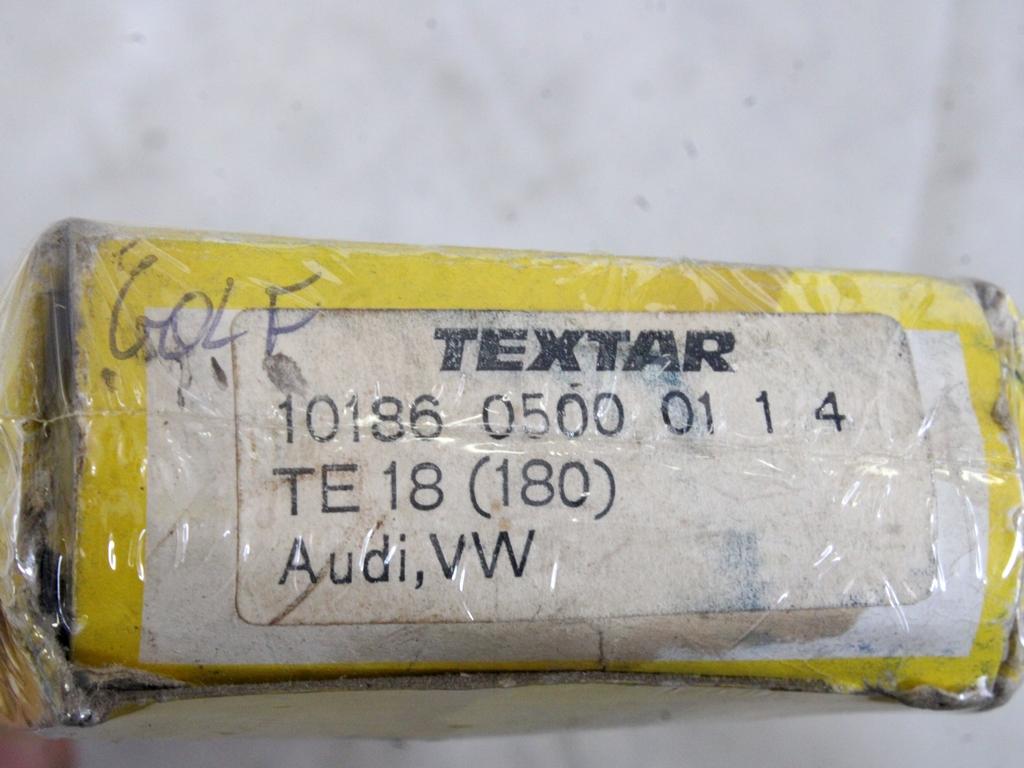 GOLF
TEXTAR
10186 0500 01 1 4
TE 18 (180)
Audi, VW